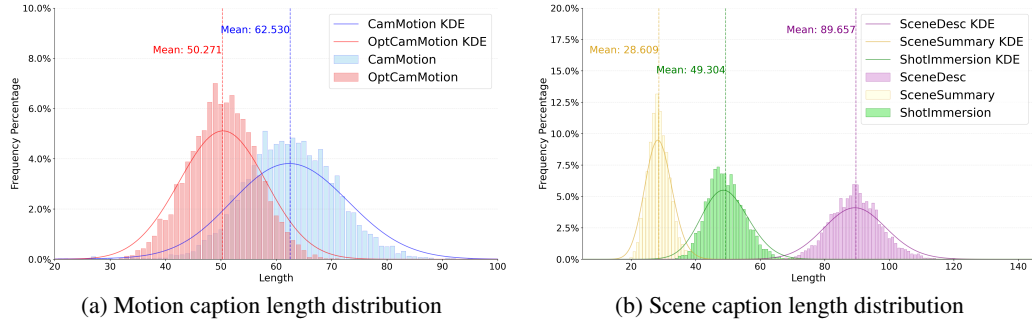 10.0%
8.0%
6.0%
4.0%
2.0%
0.0%
Frequency Percentage
20 30 40 50 60 70 80 90 100
Length
Mean: 62.530
Mean: 50.271
CamMotion KDE
OptCamMotion KDE
CamMotion
OptCamMotion
(a) Motion caption length distribution
20.0%
17.5%
15.0%
12.5%
10.0%
7.5%
5.0%
2.5%
0.0%
Frequency Percentage
20 40 60 80 100 120 140
Length
Mean: 28.609
Mean: 49.304
Mean: 89.657
SceneDesc KDE
SceneSummary KDE
ShotImmersion KDE
SceneDesc
SceneSummary
ShotImmersion
(b) Scene caption length distribution